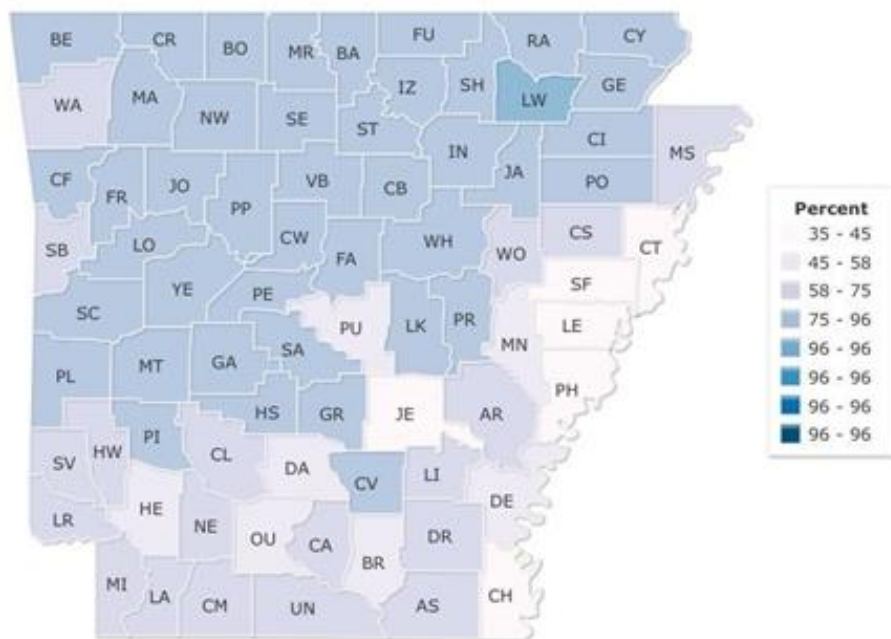 BE
CR
BO
MR
BA
FU
RA
CY
WA
MA
NW
SE
ST
IZ
SH
LW
GE
CF
FR
JO
PP
VB
CB
IN
JA
CI
PO
MS
SB
LO
CW
FA
WH
WO
CS
CT
SC
YE
PE
PU
LK
PR
MN
SF
LE
PH
PL
MT
GA
SA
HS
GR
JE
AR
SV
HW
PI
CL
DA
CV
LI
DE
LR
HE
NE
OU
CA
BR
DR
MI
LA
CM
UN
AS
CH
Percent
35 - 45
45 - 58
58 - 75
75 - 96
96 - 96
96 - 96
96 - 96
96 - 96